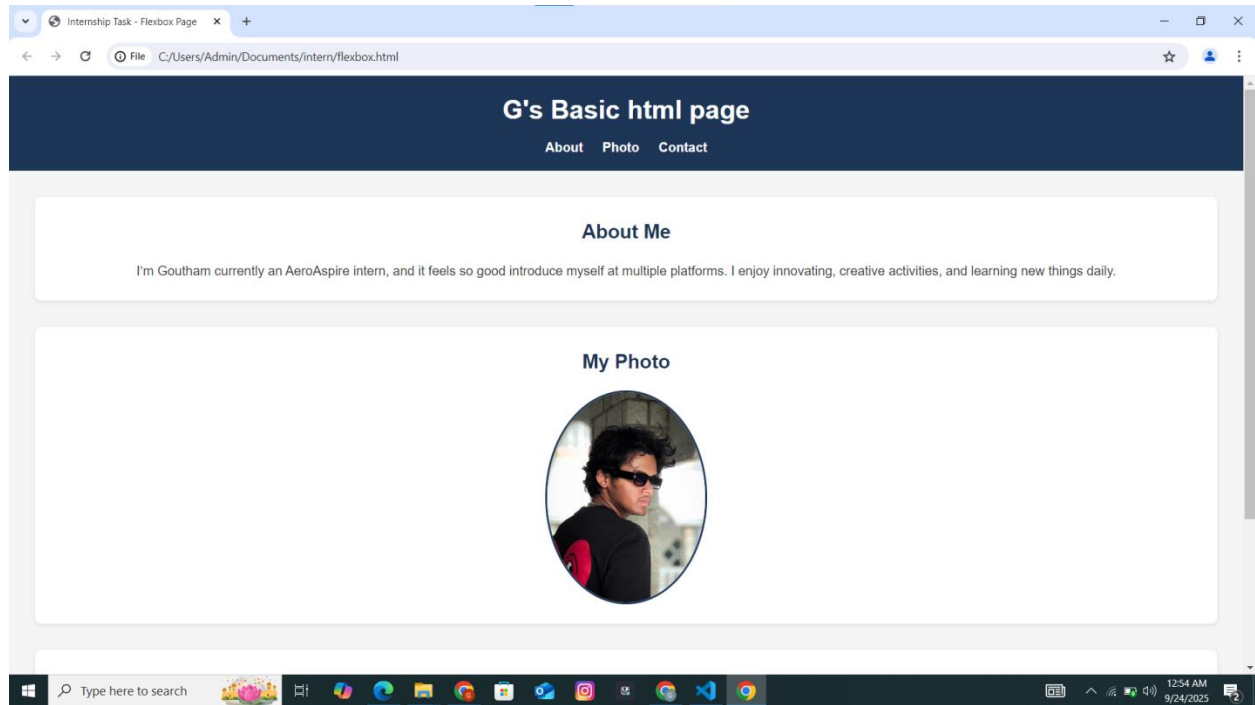 Internship Task - Flexbox Page
File C:/Users/Admin/Documents/intern/flexbox.html
G's Basic html page
About Photo Contact
About Me
I'm Goutham currently an AeroAspire intern, and it feels so good introduce myself at multiple platforms. I enjoy innovating, creative activities, and learning new things daily.
My Photo
Type here to search
12:54 AM
9/24/2025
2